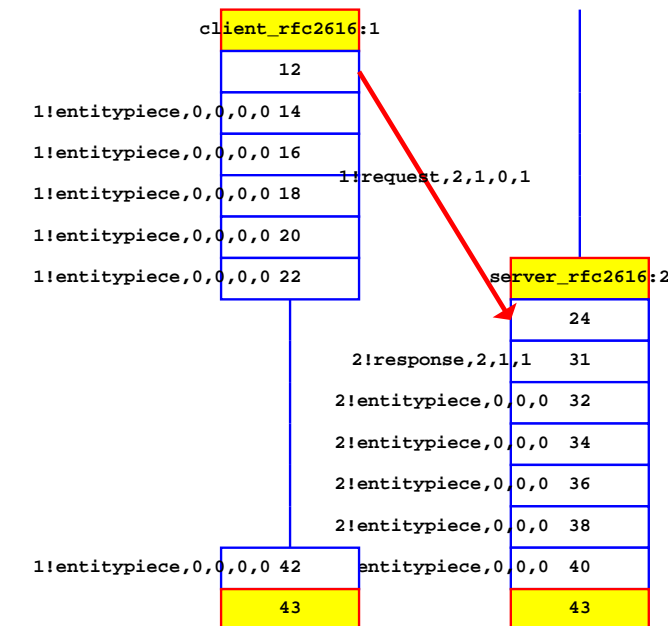 client_rfc2616:1
12
1!entitypiece,0,0,0,0 14
1!entitypiece,0,0,0,0 16
1!request,2,1,0,1
1!entitypiece,0,0,0,0 18
1!entitypiece,0,0,0,0 20
1!entitypiece,0,0,0,0 22
server_rfc2616:2
24
2!response,2,1,1 31
2!entitypiece,0,0,0 32
2!entitypiece,0,0,0 34
2!entitypiece,0,0,0 36
2!entitypiece,0,0,0 38
1!entitypiece,0,0,0,0 42 entitypiece,0,0,0 40
43 43